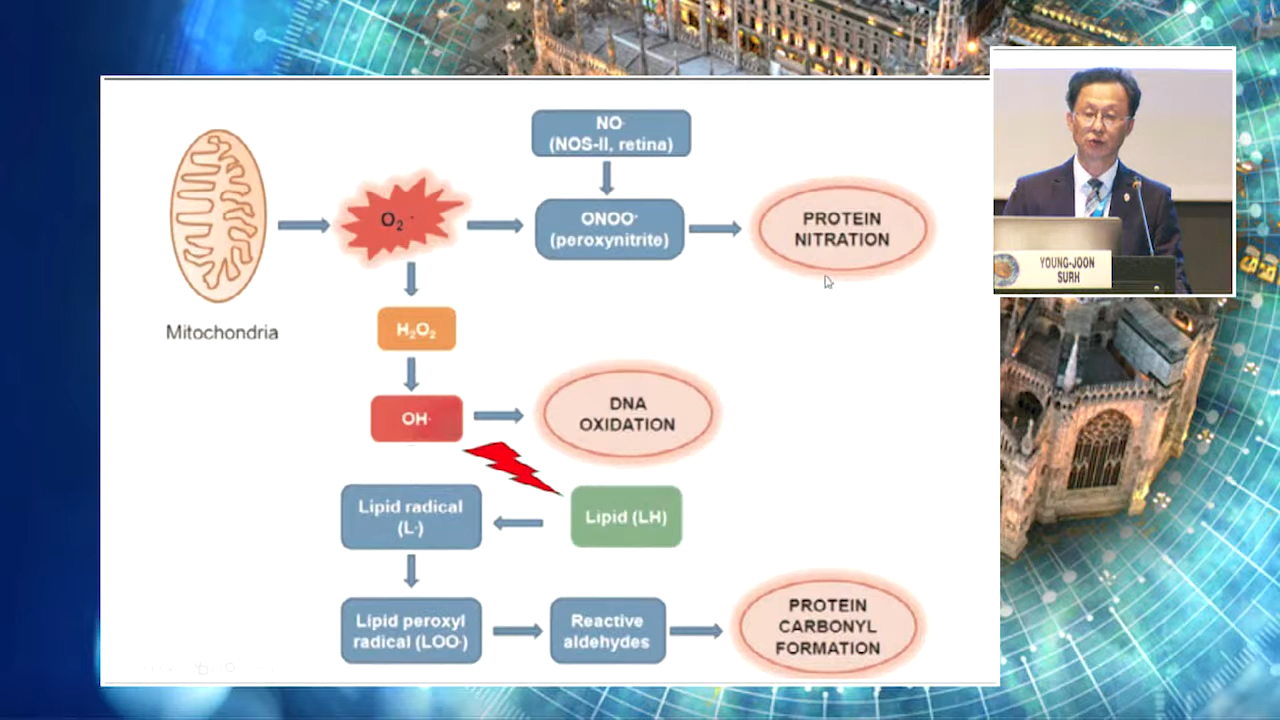 NO·
(NOS-II, retina)
O₂·⁻
ONOO⁻
(peroxynitrite)
PROTEIN
NITRATION
YOUNG-JOON
SURH
Mitochondria
H₂O₂
OH·
DNA
OXIDATION
Lipid radical
(L·)
Lipid (LH)
Lipid peroxyl
radical (LOO·)
Reactive
aldehydes
PROTEIN
CARBONYL
FORMATION